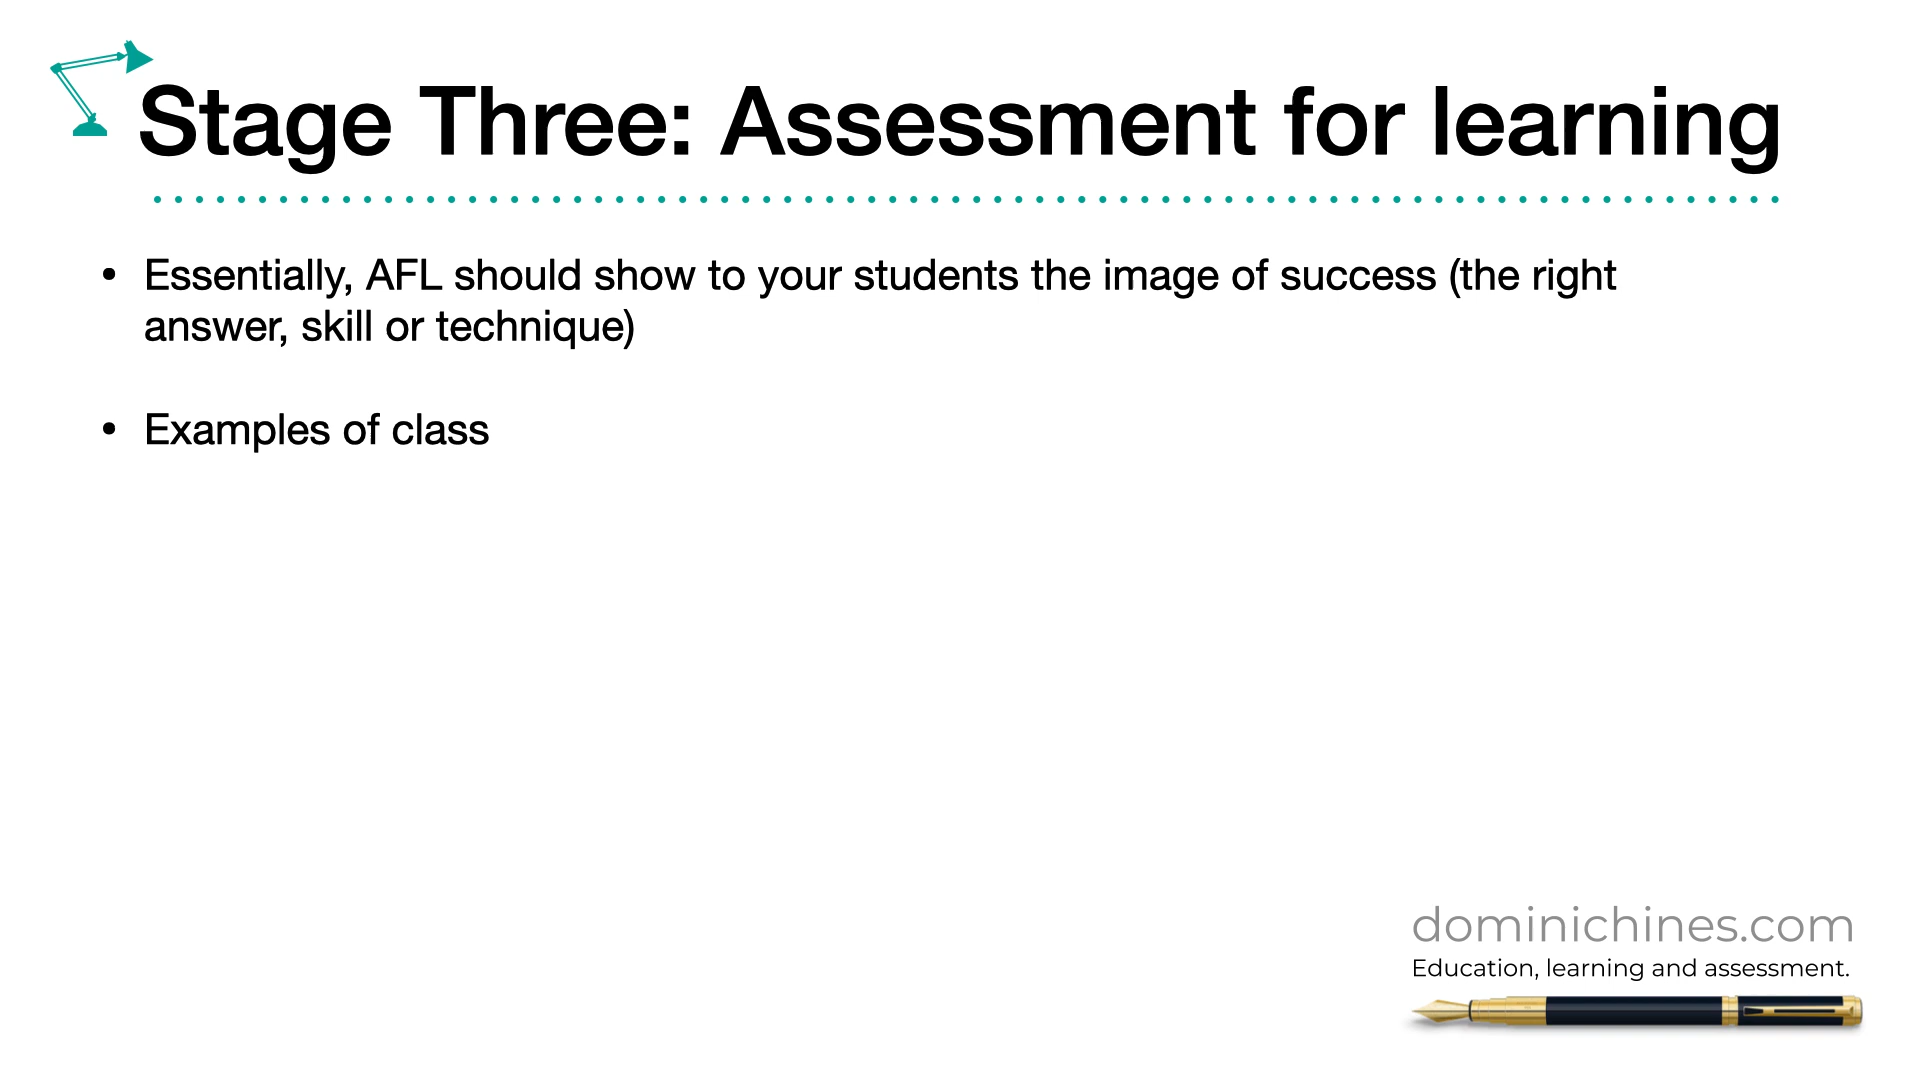 Stage Three: Assessment for learning
• Essentially, AFL should show to your students the image of success (the right
answer, skill or technique)
• Examples of class
dominichines.com
Education, learning and assessment.